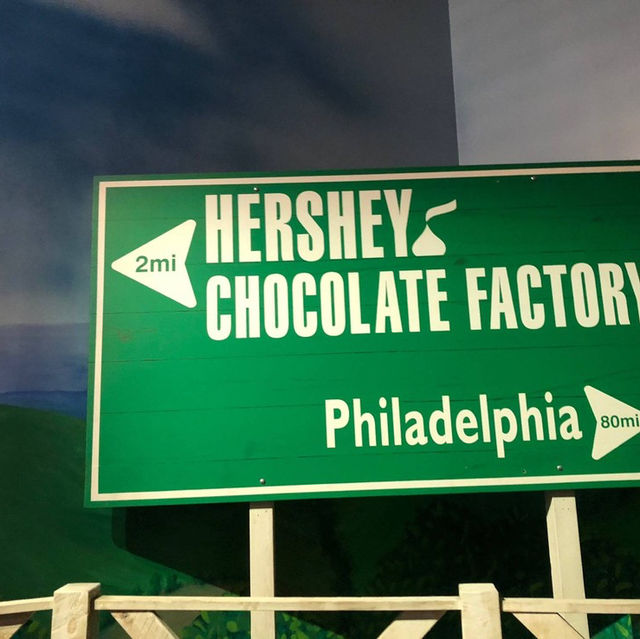 2mi
HERSHEY
CHOCOLATE FACTORY
Philadelphia 80mi